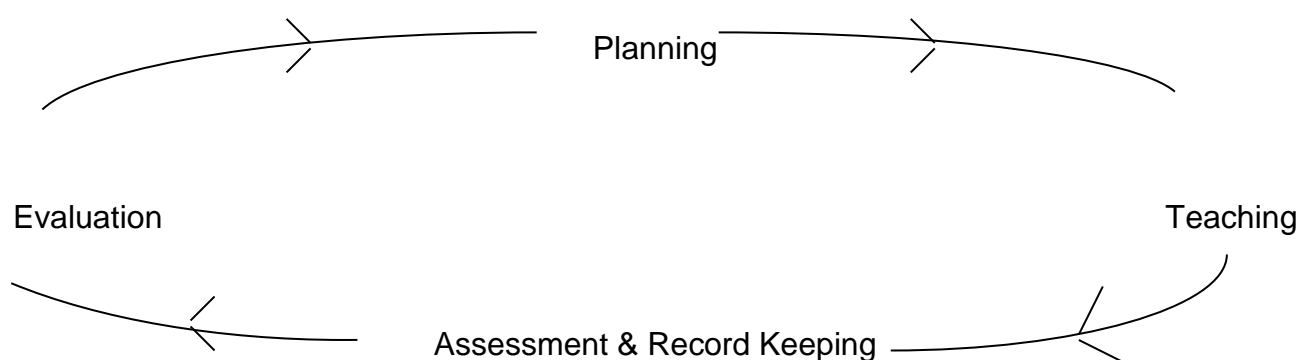 Planning
Evaluation
Teaching
Assessment & Record Keeping